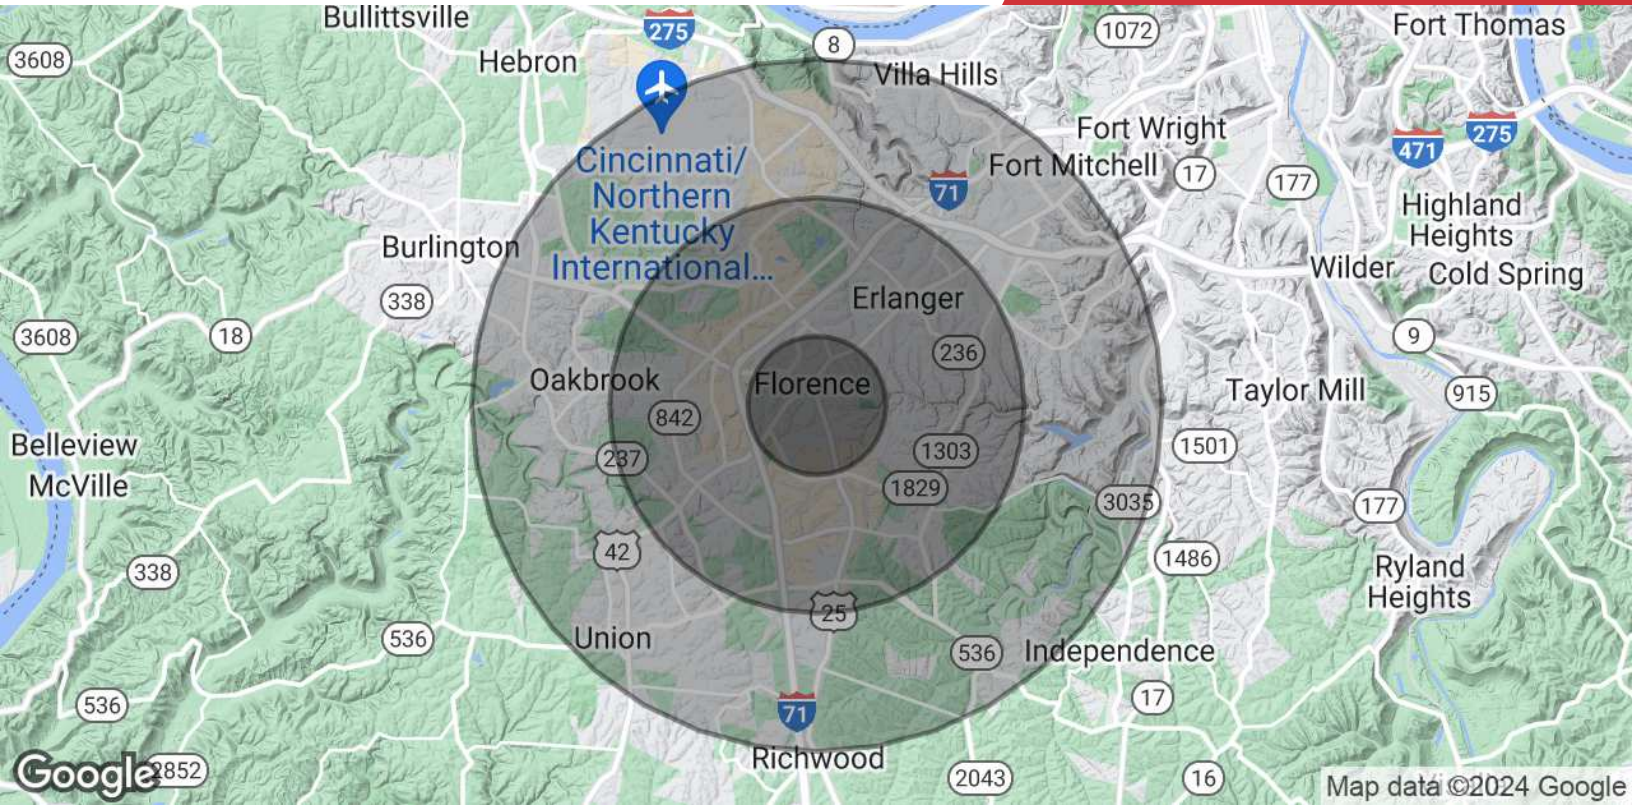 Bullittsville
275
8
1072
Fort Thomas
3608
Hebron
Villa Hills
Fort Wright
275
471
Cincinnati/
Northern
Kentucky
International...
Fort Mitchell
17
177
71
Highland
Heights
Burlington
Wilder
Cold Spring
338
Erlanger
3608
18
9
236
Oakbrook
Florence
Taylor Mill
915
842
Belleview
1501
237
1303
McVille
1829
3035
177
42
1486
338
Ryland
Heights
25
Union
536
536
Independence
536
71
17
Richwood
Google
2852
2043
16
Map data ©2024 Google